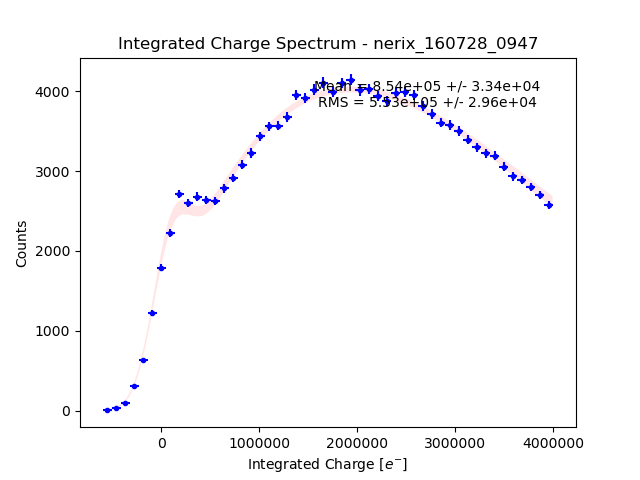 Integrated Charge Spectrum - nerix_160728_0947
Mean = 8.54e+05 +/- 3.34e+04
RMS = 5.53e+05 +/- 2.96e+04
Counts
4000
3000
2000
1000
0
0 1000000 2000000 3000000 4000000
Integrated Charge [e⁻]